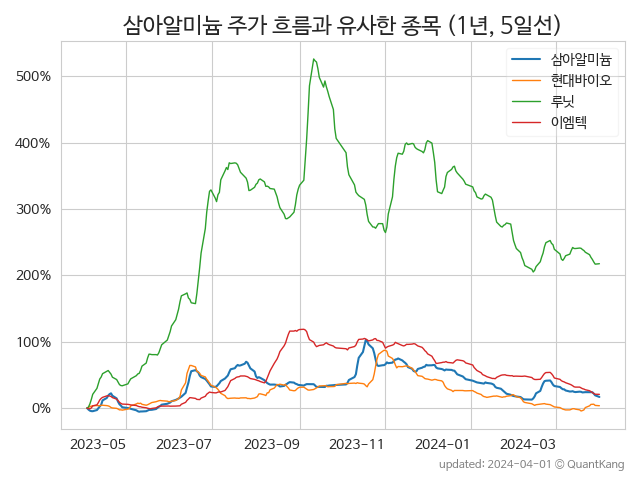 삼아알미늄 주가 흐름과 유사한 종목 (1년, 5일선)
삼아알미늄
현대바이오
루닛
이엠텍
500%
400%
300%
200%
100%
0%
2023-05 2023-07 2023-09 2023-11 2024-01 2024-03
updated: 2024-04-01 © QuantKang